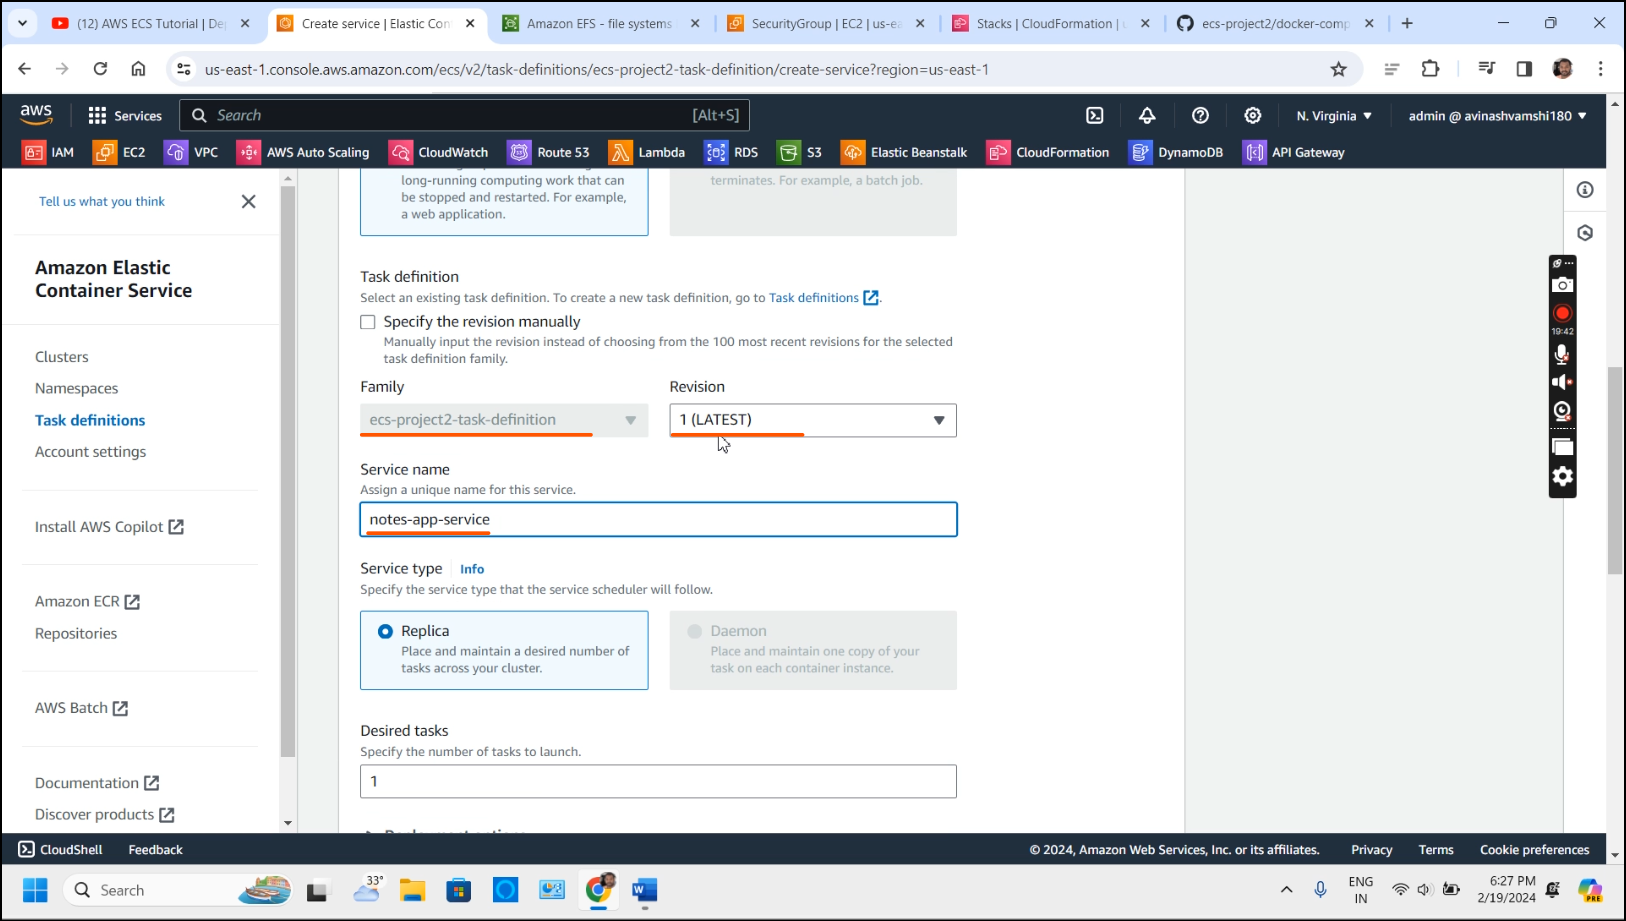 (12) AWS ECS Tutorial | De
Create service | Elastic Con
Amazon EFS - file systems
SecurityGroup | EC2 | us-ea
Stacks | CloudFormation | u
ecs-project2/docker-comp
us-east-1.console.aws.amazon.com/ecs/v2/task-definitions/ecs-project2-task-definition/create-service?region=us-east-1
aws
Services
Search
[Alt+S]
N. Virginia
admin @ avinashvamshi180
IAM
EC2
VPC
AWS Auto Scaling
CloudWatch
Route 53
Lambda
RDS
S3
Elastic Beanstalk
CloudFormation
DynamoDB
API Gateway
Tell us what you think
Amazon Elastic
Container Service
Clusters
Namespaces
Task definitions
Account settings
Install AWS Copilot
Amazon ECR
Repositories
AWS Batch
Documentation
Discover products
long-running computing work that can
be stopped and restarted. For example,
a web application.
terminates. For example, a batch job.
Task definition
Select an existing task definition. To create a new task definition, go to Task definitions .
Specify the revision manually
Manually input the revision instead of choosing from the 100 most recent revisions for the selected
task definition family.
Family
Revision
ecs-project2-task-definition
1 (LATEST)
Service name
Assign a unique name for this service.
notes-app-service
Service type
Info
Specify the service type that the service scheduler will follow.
Replica
Place and maintain a desired number of
tasks across your cluster.
Daemon
Place and maintain one copy of your
task on each container instance.
Desired tasks
Specify the number of tasks to launch.
1
19:42
CloudShell
Feedback
© 2024, Amazon Web Services, Inc. or its affiliates.
Privacy
Terms
Cookie preferences
Search
33°
ENG
IN
6:27 PM
2/19/2024
PRE